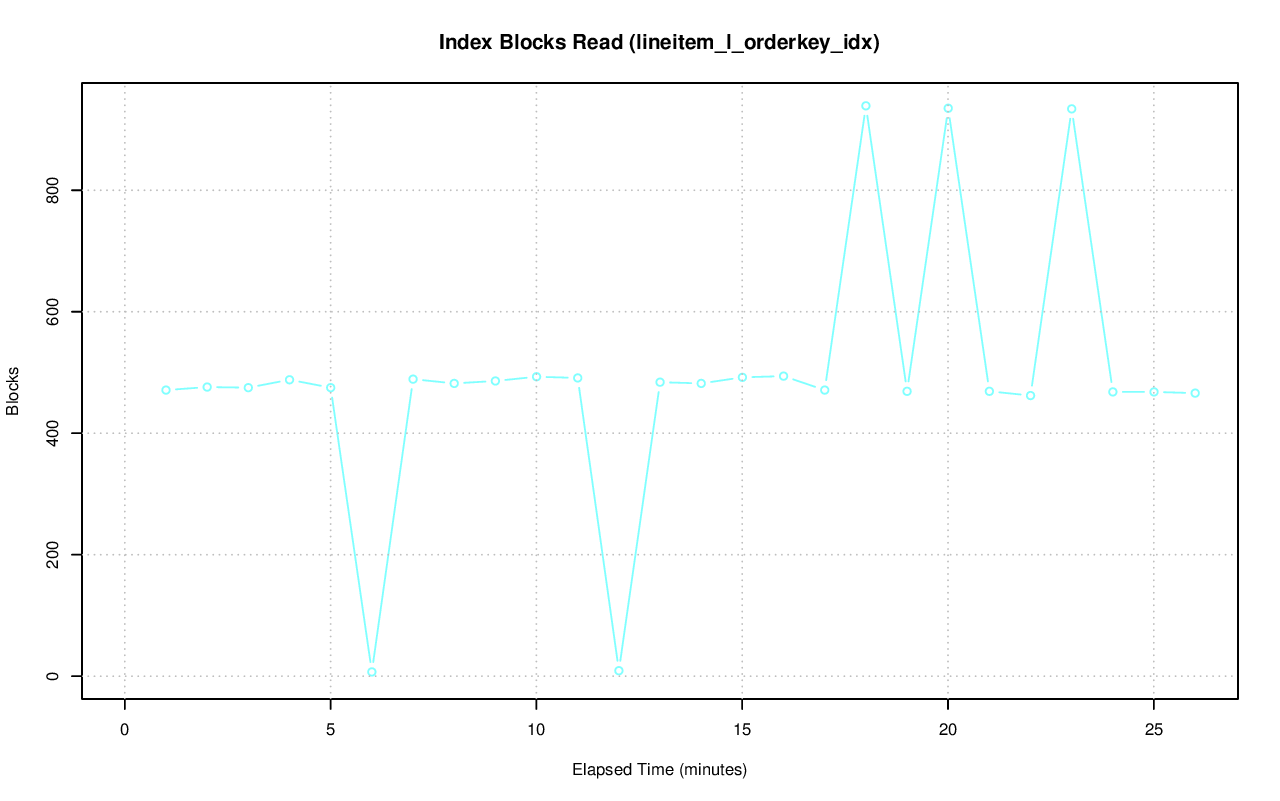 Index Blocks Read (lineitem_l_orderkey_idx)
Blocks
800
600
400
200
0
0 5 10 15 20 25
Elapsed Time (minutes)